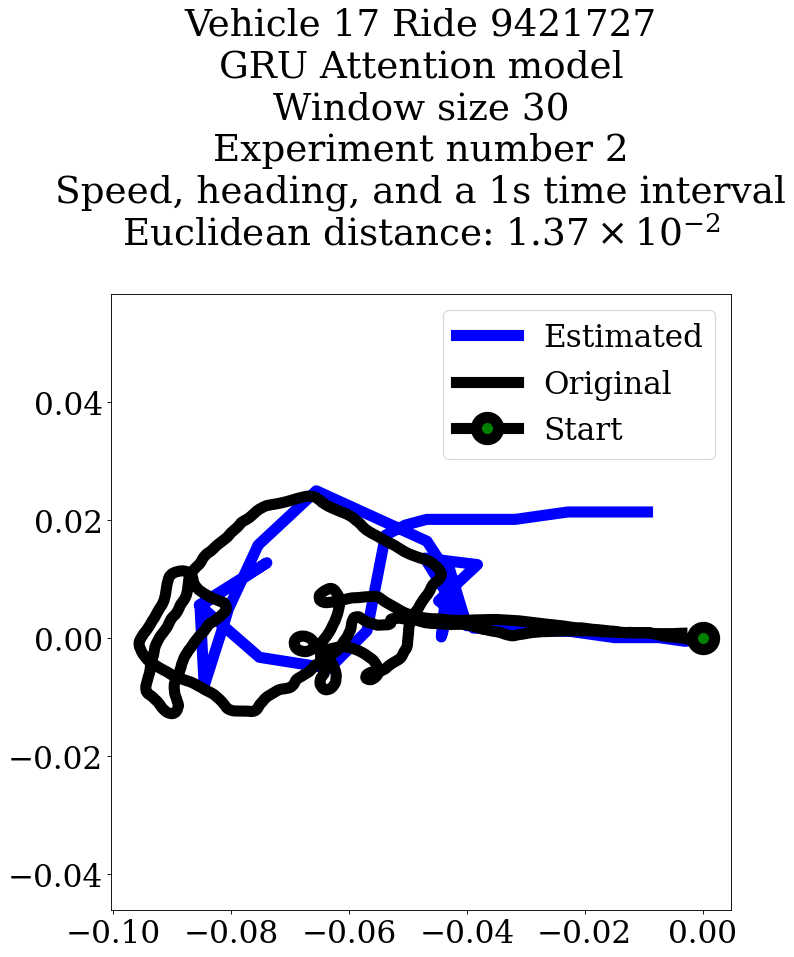 Vehicle 17 Ride 9421727
GRU Attention model
Window size 30
Experiment number 2
Speed, heading, and a 1s time interval
Euclidean distance: 1.37 × 10⁻²
Estimated
Original
Start
0.04
0.02
0.00
−0.02
−0.04
−0.10
−0.08
−0.06
−0.04
−0.02
0.00